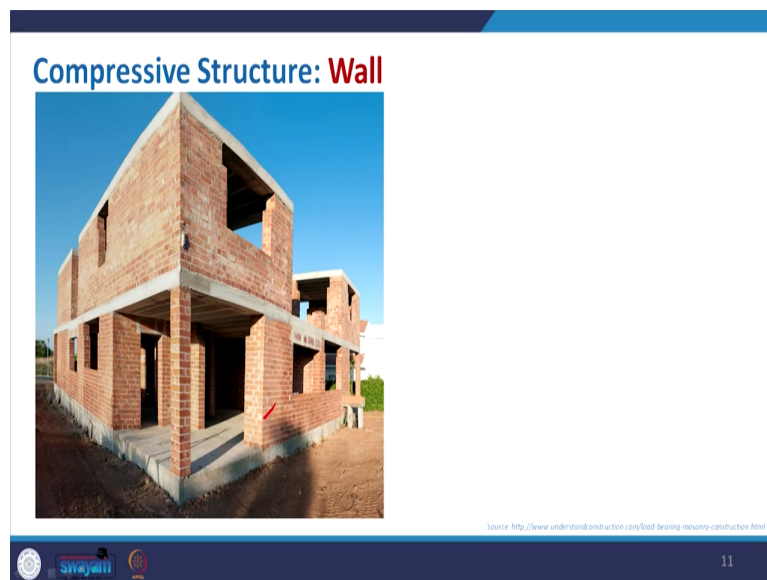 Compressive Structure: Wall
Source: http://www.understandconstruction.com/load-bearing-masonry-construction.html
swayam
11